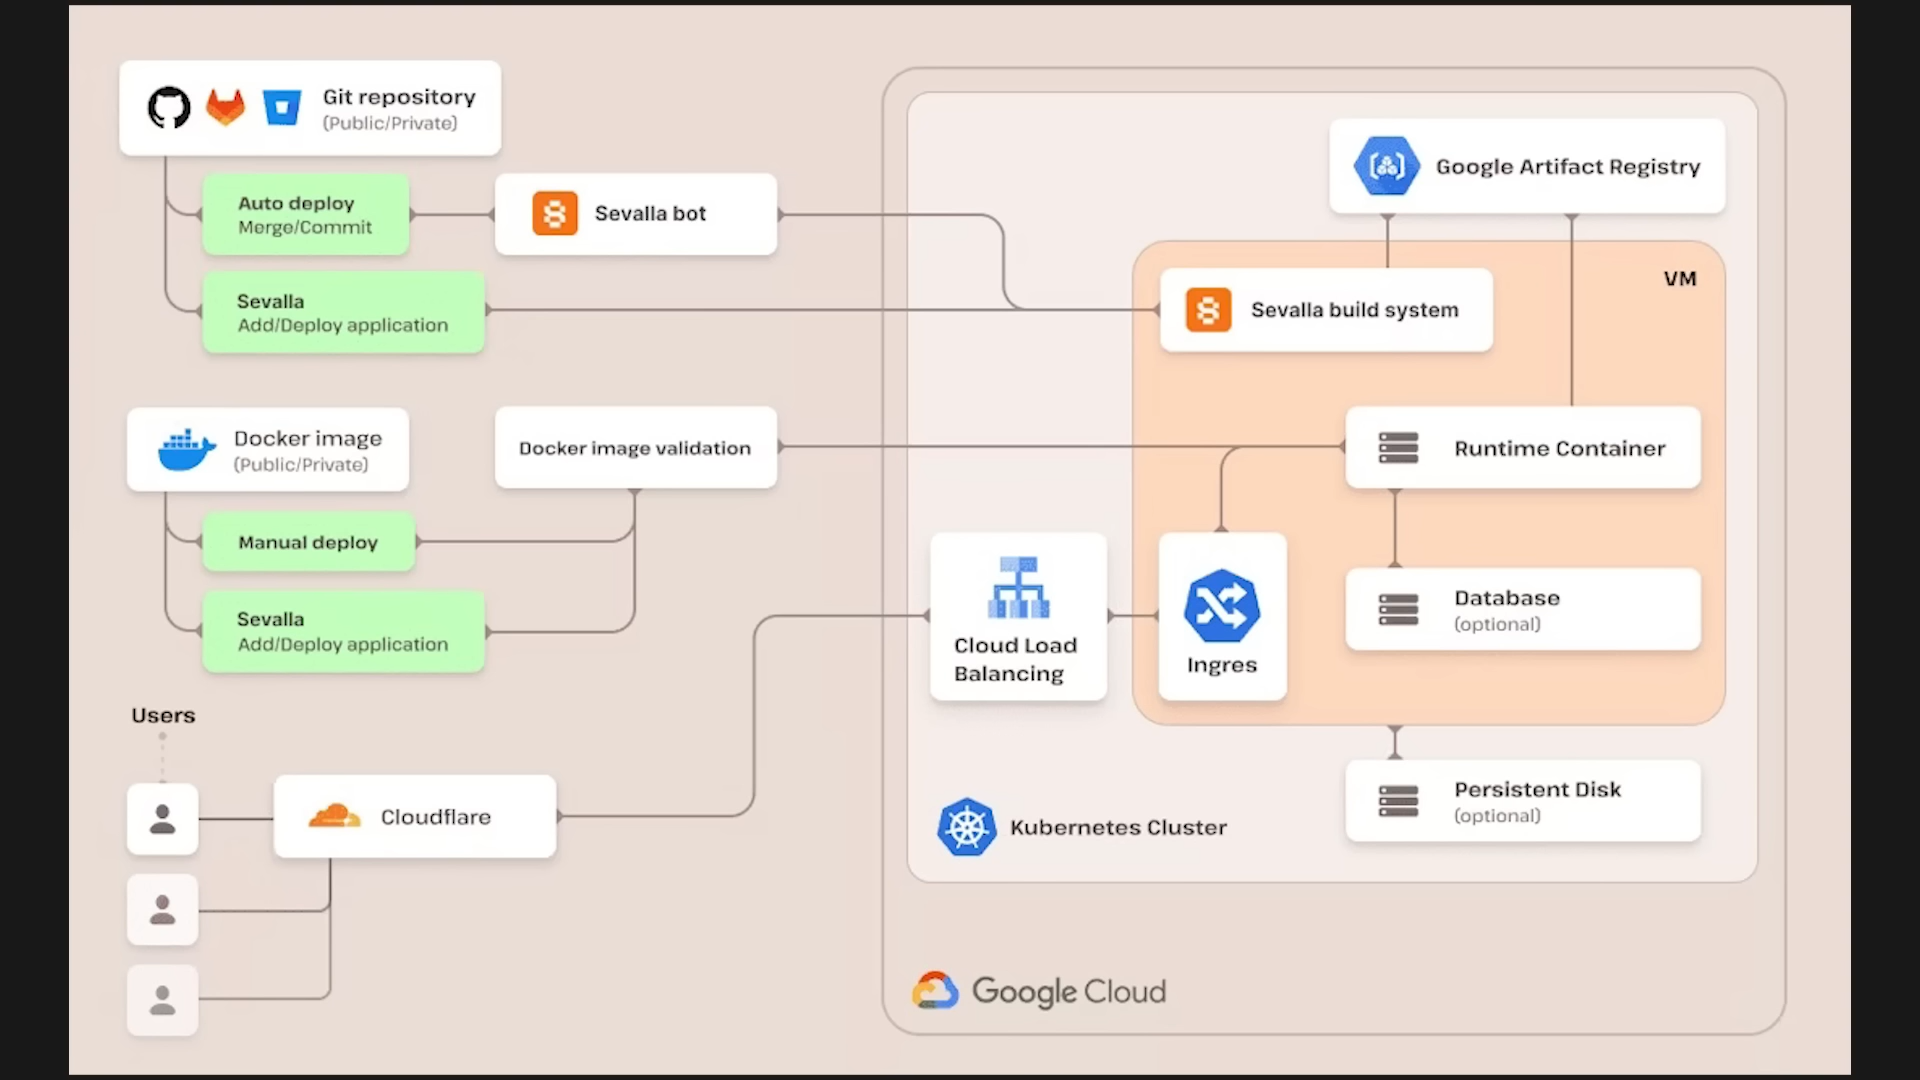 Git repository
(Public/Private)
Auto deploy
Merge/Commit
Sevalla bot
Sevalla
Add/Deploy application
Docker image
(Public/Private)
Docker image validation
Manual deploy
Sevalla
Add/Deploy application
Users
Cloudflare
Google Artifact Registry
VM
Sevalla build system
Runtime Container
Cloud Load
Balancing
Ingres
Database
(optional)
Persistent Disk
(optional)
Kubernetes Cluster
Google Cloud